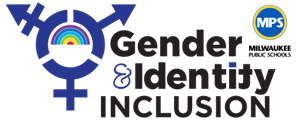 MPS
MILWAUKEE
PUBLIC SCHOOLS
Gender
& Identity
INCLUSION